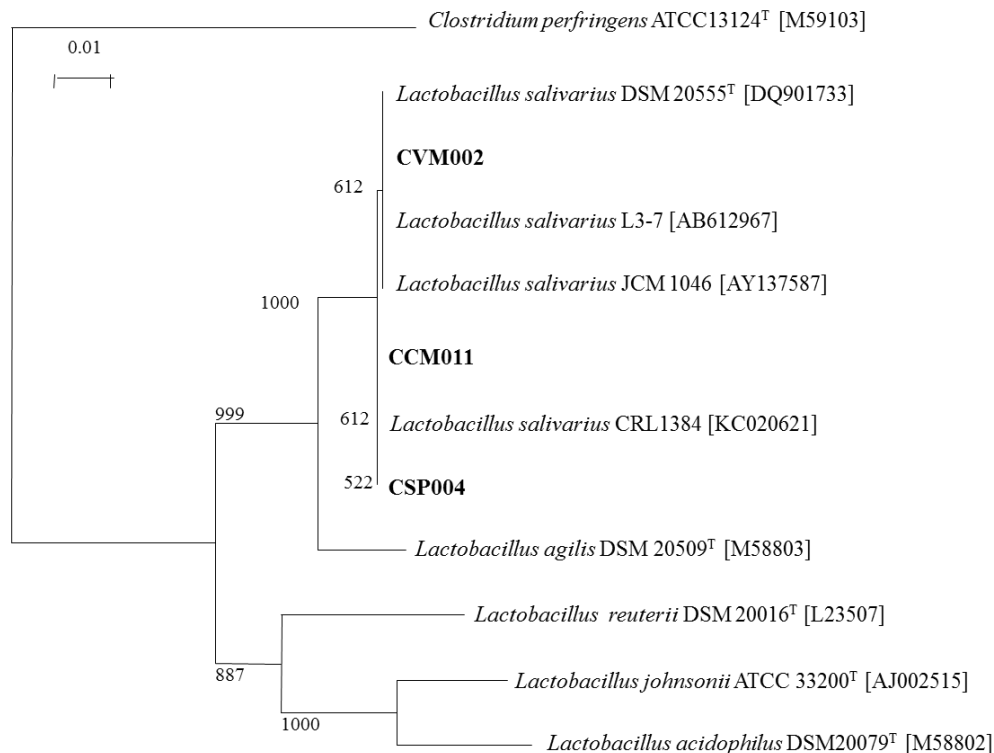 Clostridium perfringens ATCC13124ᵀ [M59103]
0.01
Lactobacillus salivarius DSM 20555ᵀ [DQ901733]
CVM002
612
Lactobacillus salivarius L3-7 [AB612967]
Lactobacillus salivarius JCM 1046 [AY137587]
1000
CCM011
999
612
Lactobacillus salivarius CRL1384 [KC020621]
522
CSP004
Lactobacillus agilis DSM 20509ᵀ [M58803]
Lactobacillus reuterii DSM 20016ᵀ [L23507]
887
Lactobacillus johnsonii ATCC 33200ᵀ [AJ002515]
1000
Lactobacillus acidophilus DSM20079ᵀ [M58802]